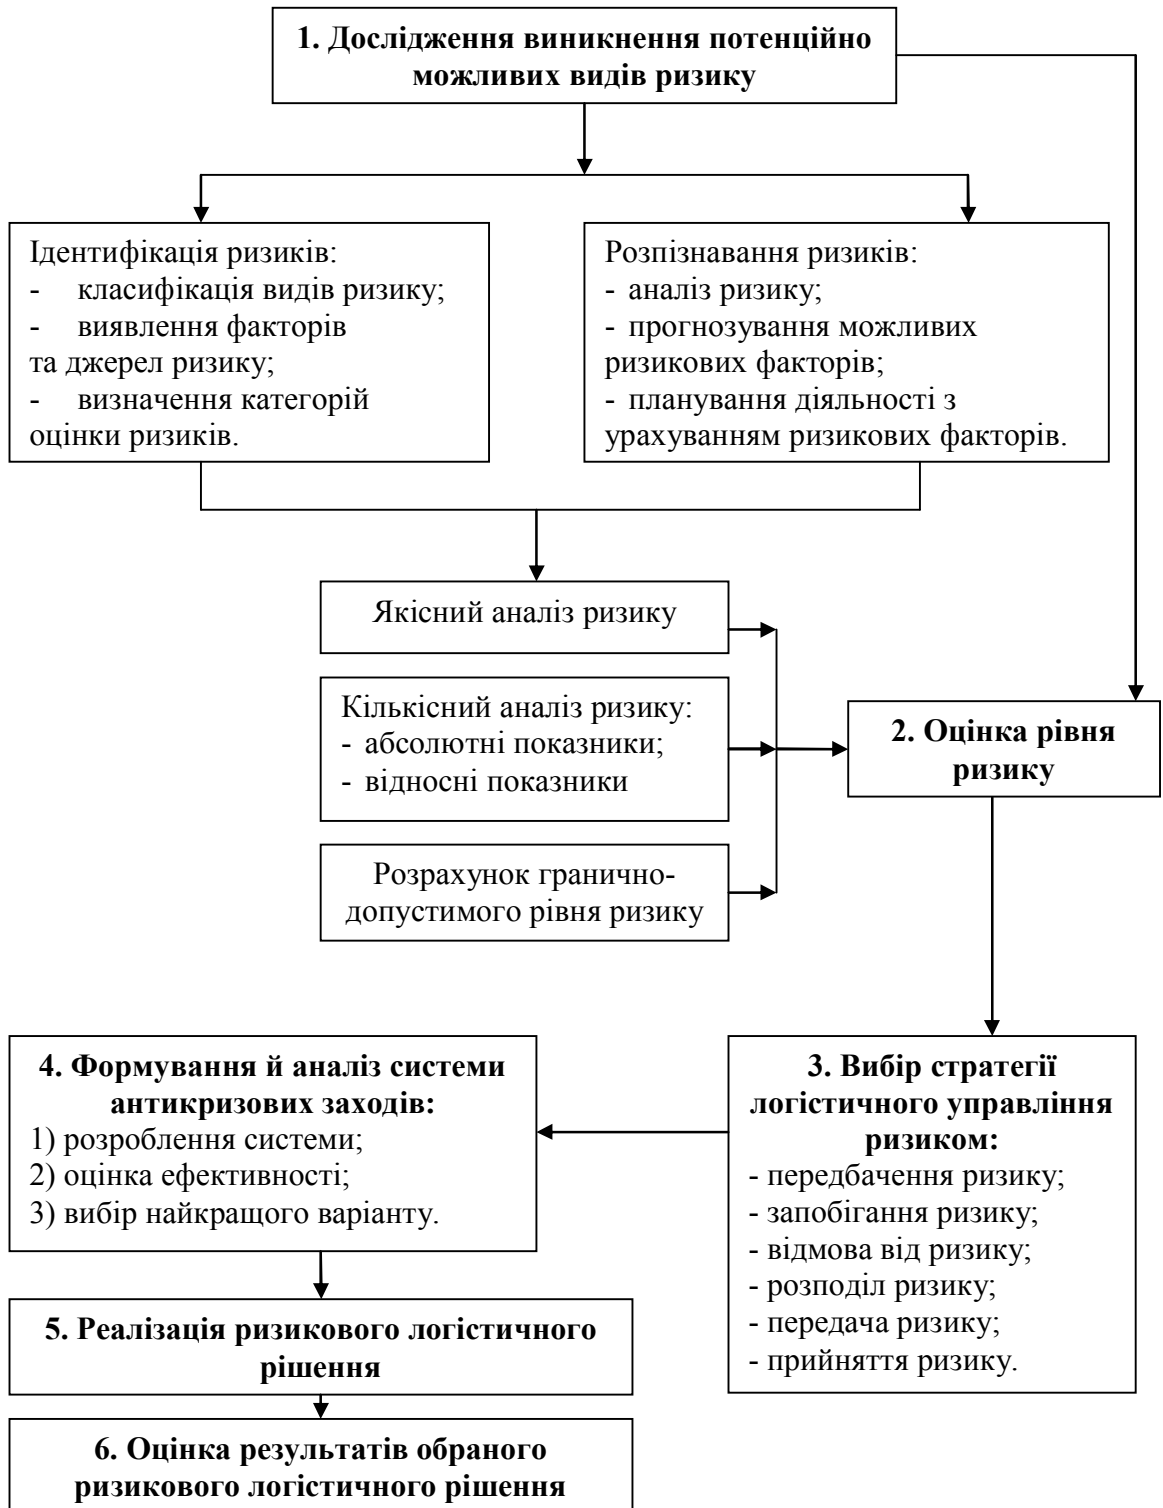 1. Дослідження виникнення потенційно
можливих видів ризику
Ідентифікація ризиків:
- класифікація видів ризику;
- виявлення факторів
та джерел ризику;
- визначення категорій
оцінки ризиків.
Розпізнавання ризиків:
- аналіз ризику;
- прогнозування можливих
ризикових факторів;
- планування діяльності з
урахуванням ризикових факторів.
Якісний аналіз ризику
Кількісний аналіз ризику:
- абсолютні показники;
- відносні показники
Розрахунок гранично-
допустимого рівня ризику
2. Оцінка рівня
ризику
3. Вибір стратегії
логістичного управління
ризиком:
- передбачення ризику;
- запобігання ризику;
- відмова від ризику;
- розподіл ризику;
- передача ризику;
- прийняття ризику.
4. Формування й аналіз системи
антикризових заходів:
1) розроблення системи;
2) оцінка ефективності;
3) вибір найкращого варіанту.
5. Реалізація ризикового логістичного
рішення
6. Оцінка результатів обраного
ризикового логістичного рішення